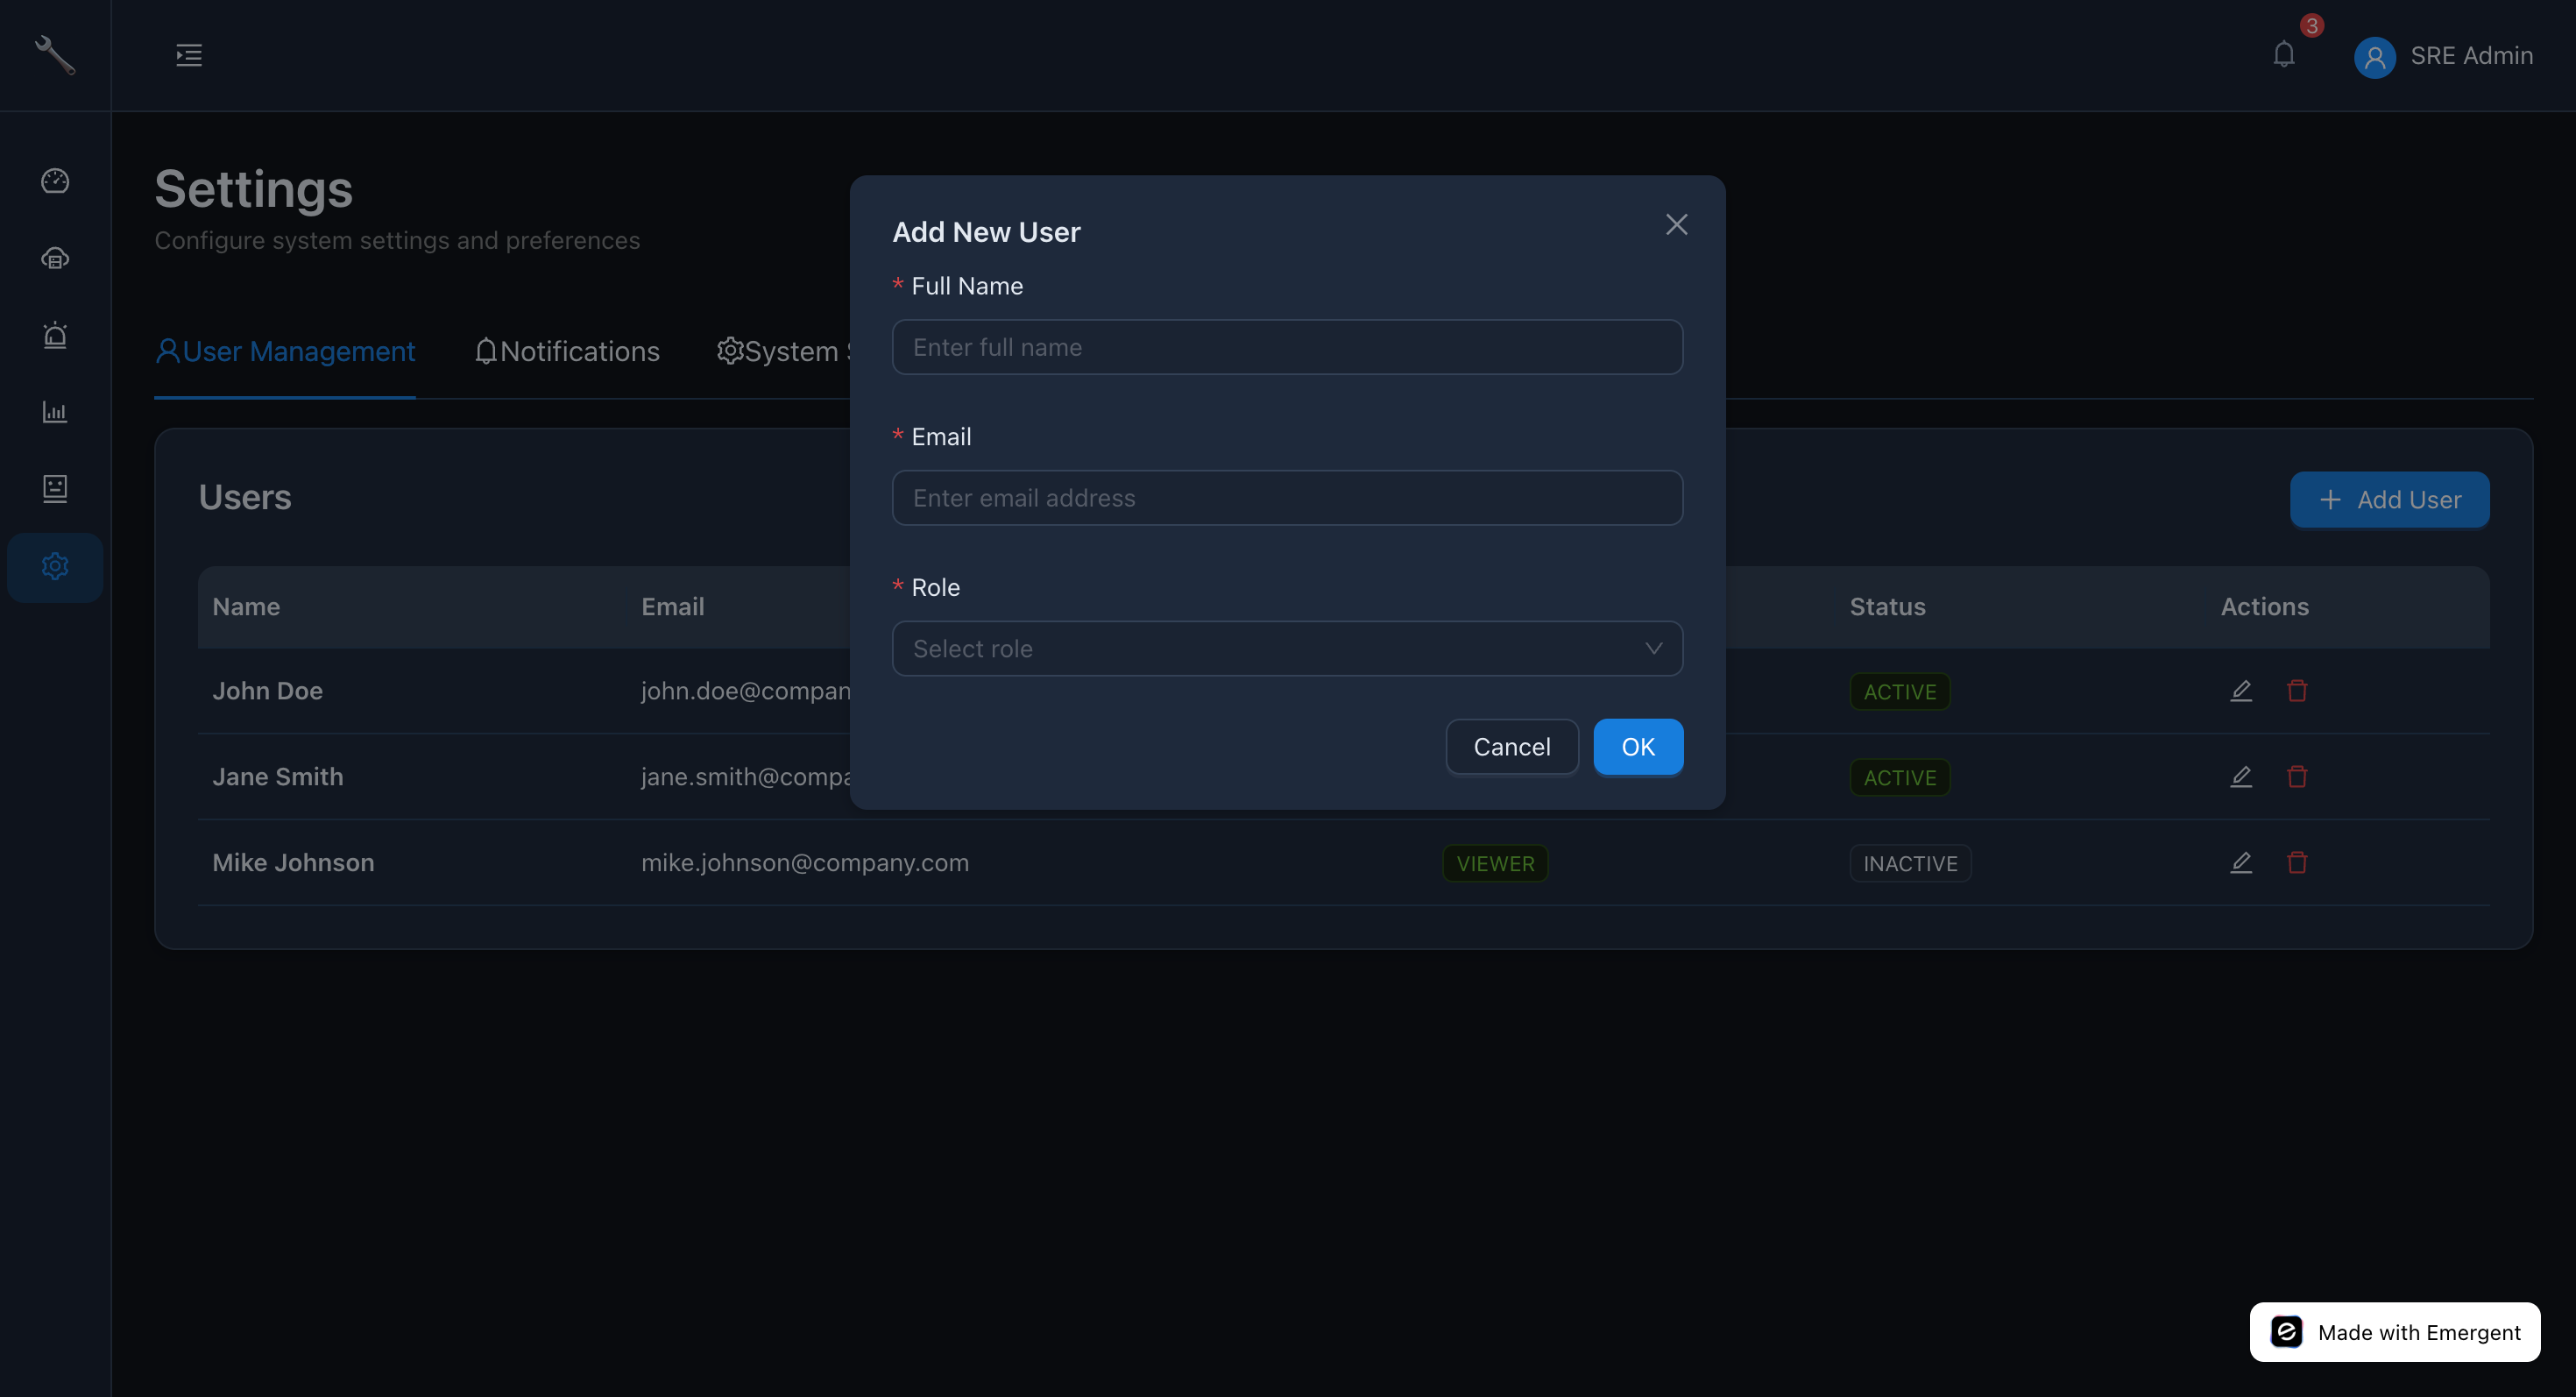 3
SRE Admin
Settings
Configure system settings and preferences
User Management
Notifications
System
Add New User
* Full Name
Enter full name
* Email
Enter email address
* Role
Select role
Cancel
OK
Users
Add User
Name
Email
Status
Actions
John Doe
john.doe@compan
ACTIVE
Jane Smith
jane.smith@compa
ACTIVE
Mike Johnson
mike.johnson@company.com
VIEWER
INACTIVE
Made with Emergent